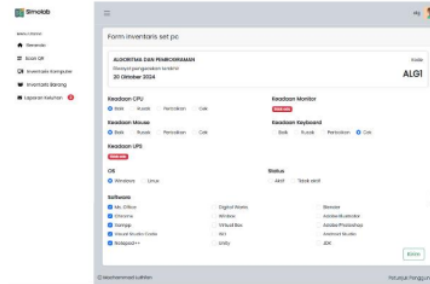 Simolab
Beranda
Scan QR
Inventaris Komputer
Inventaris Barang
Laporan Keluhan
Form inventaris set pc
ALGORITMA DAN PEMROGRAMAN
20 Oktober 2024
Kode
ALG1
Keadaan CPU
Baik Rusak Perbaikan Cek
Keadaan Monitor
Keadaan Mouse
Baik Rusak Perbaikan Cek
Keadaan Keyboard
Baik Rusak Perbaikan Cek
Keadaan UPS
OS
Windows Linux
Status
Aktif Tidak aktif
Software
Ms. Office
Chrome
Xampp
Visual Studio Code
Notepad++
Digital Works
Winbox
Virtual Box
Unity
Blender
Adobe Illustrator
Adobe Photoshop
Android Studio
JDK